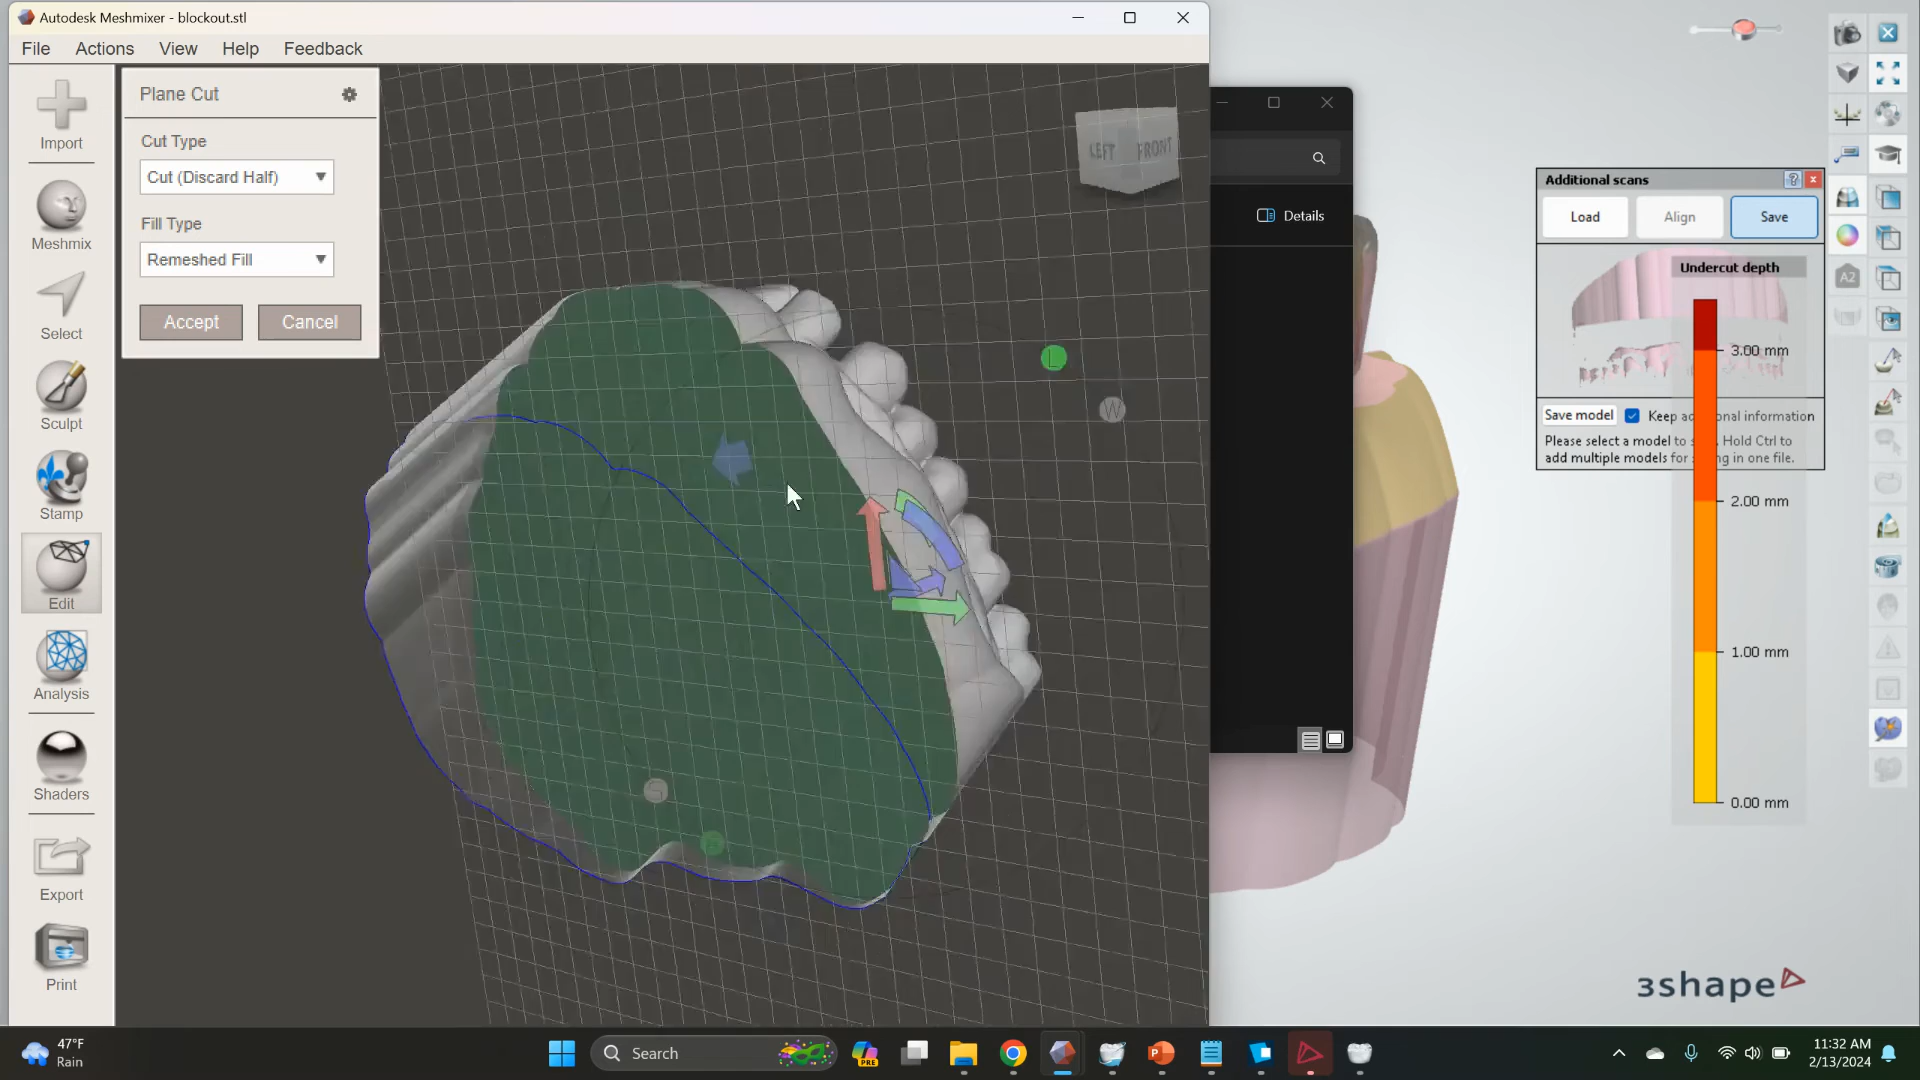 Autodesk Meshmixer - blockout.stl
File Actions View Help Feedback
Import
Meshmix
Select
Sculpt
Stamp
Edit
Analysis
Shaders
Export
Print
Plane Cut
Cut Type
Cut (Discard Half)
Fill Type
Remeshed Fill
Accept Cancel
LEFT FRONT
L
W
S
Details
Additional scans
?
Load Align Save
Undercut depth
3.00 mm
2.00 mm
1.00 mm
0.00 mm
Save model
Please select a model to
Hold Ctrl to
add multiple models for
in one file.
A2
3shape
47°F
Rain
Search
PRE
11:32 AM
2/13/2024